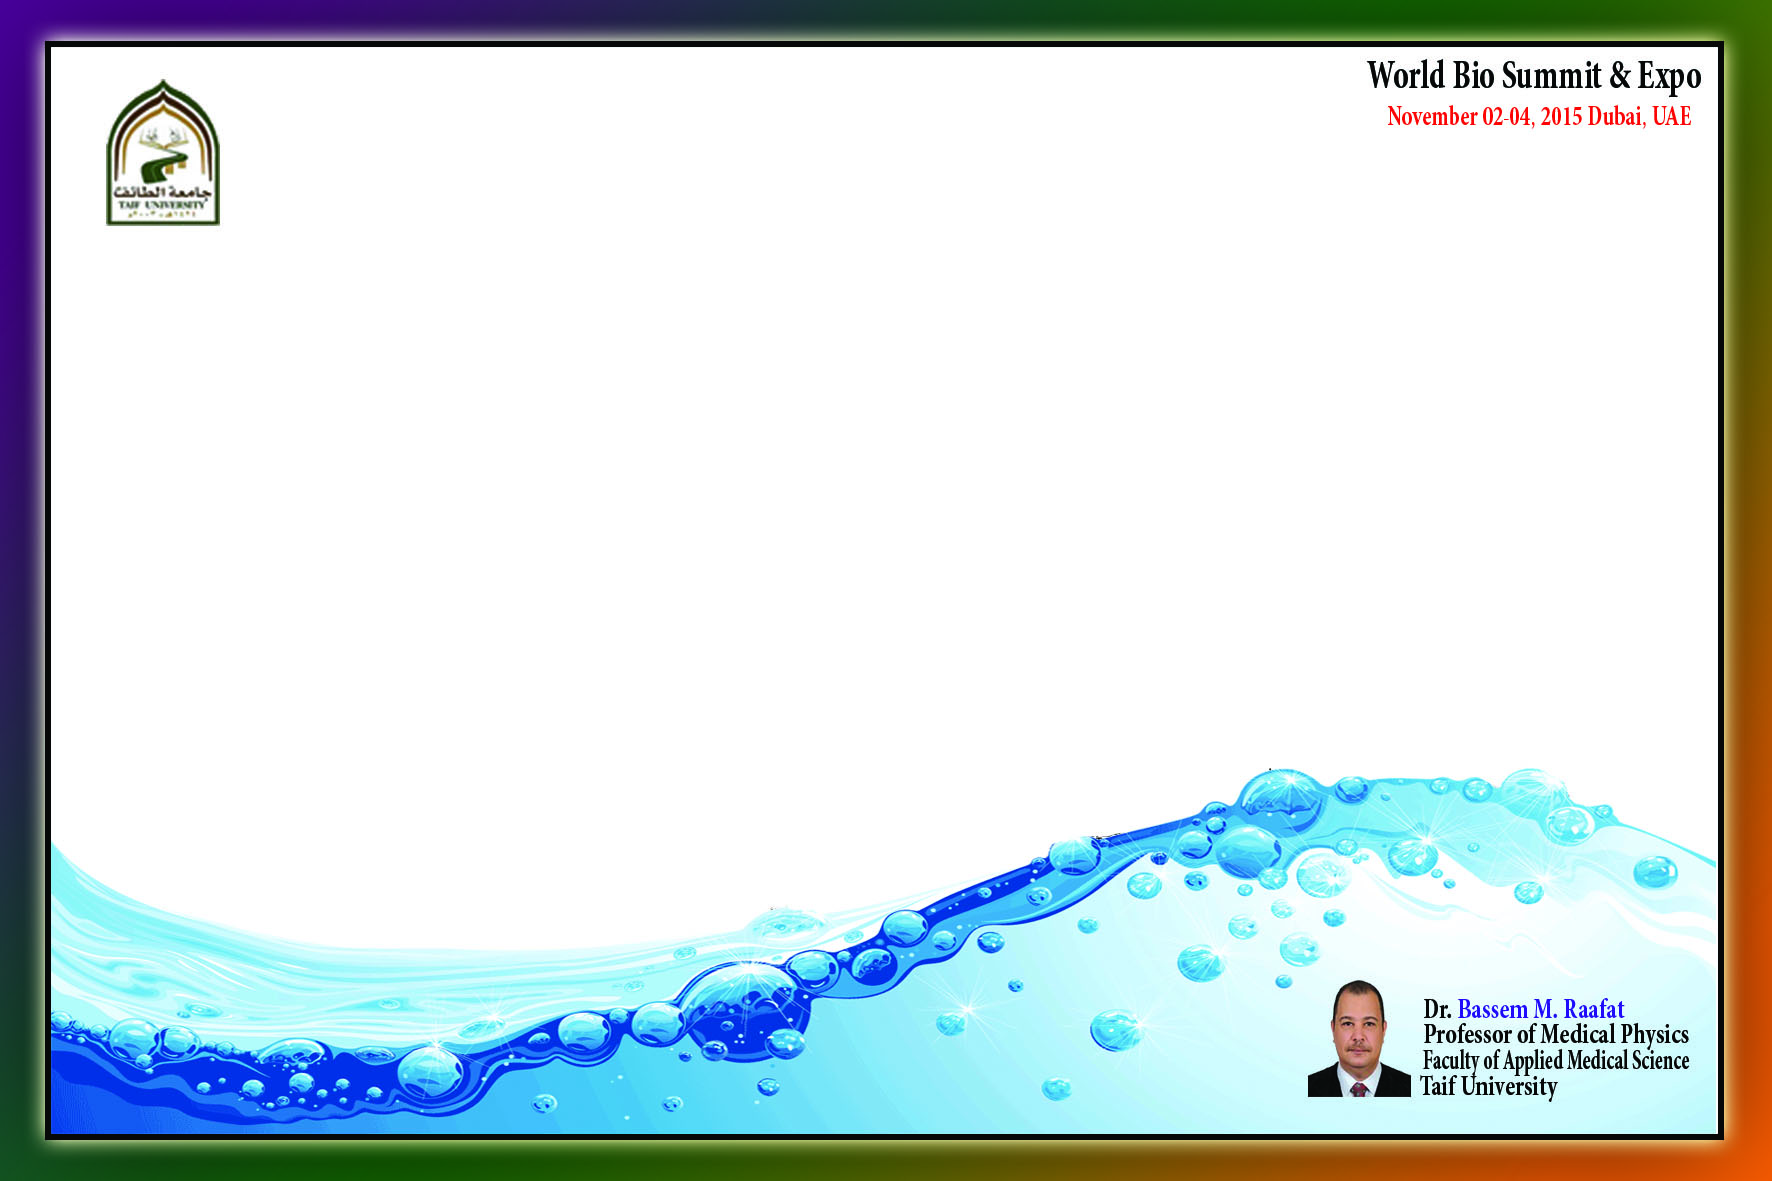 World Bio Summit & Expo
November 02-04, 2015 Dubai, UAE
جامعة الطائف
TAIF UNIVERSITY
Dr. Bassem M. Raafat
Professor of Medical Physics
Faculty of Applied Medical Science
Taif University